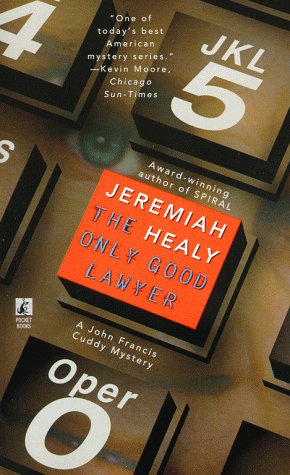 4
"One of
today's best
American
mystery series."
—Kevin Moore,
Chicago
Sun-Times
JKL
5
S
Award-winning
author of SPIRAL
JEREMIAH
HEALY
THE
ONLY GOOD
LAWYER
POCKET
BOOKS
A John Francis
Cuddy Mystery
Oper
O